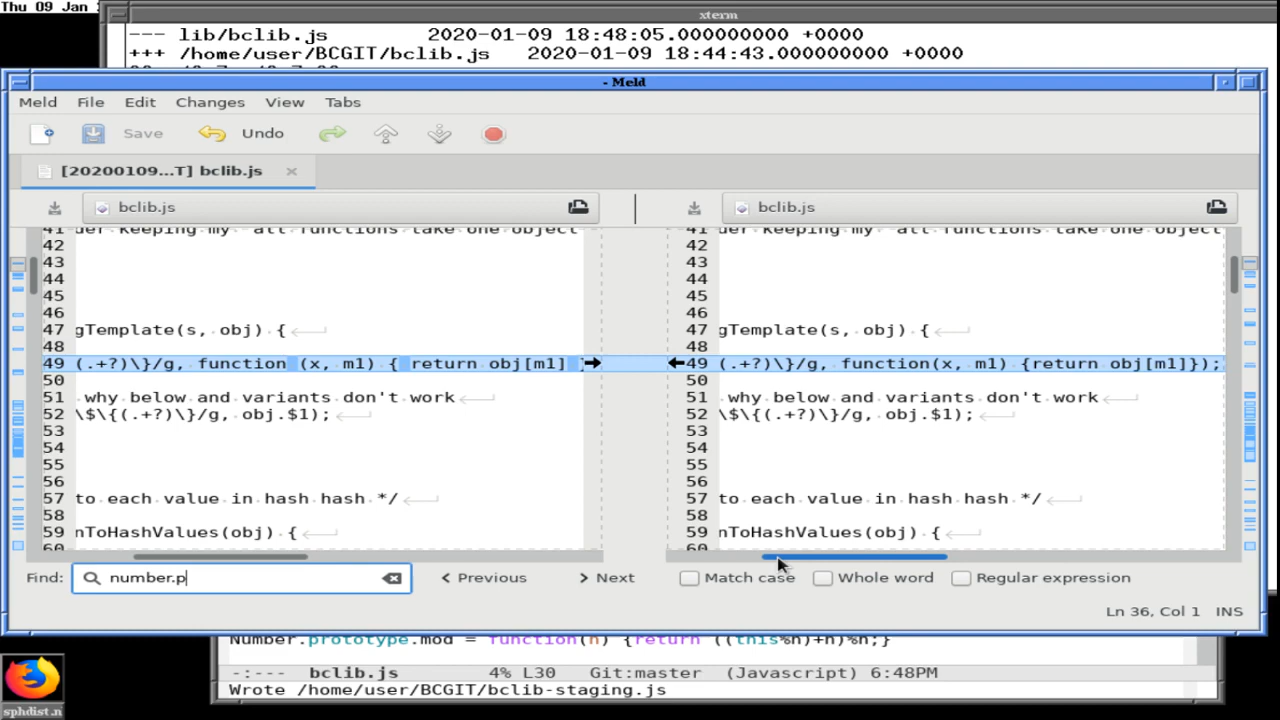 Thu 09 Jan
xterm
--- lib/bclib.js 2020-01-09 18:48:05.000000000 +0000
+++ /home/user/BCGIT/bclib.js 2020-01-09 18:44:43.000000000 +0000
- Meld
Meld File Edit Changes View Tabs
Save Undo
[20200109...T] bclib.js
bclib.js bclib.js
41 der keeping my all functions take one object 41 der keeping my all functions take one object
42 42
43 43
44 44
45 45
46 46
47 gTemplate(s, obj) { 47 gTemplate(s, obj) {
48 48
49 (.+?)\}/g, function (x, m1) { return obj[m1] } 49 (.+?)\}/g, function(x, m1) {return obj[m1]});
50 50
51 why below and variants don't work 51 why below and variants don't work
52 \$\{(.+?)\}/g, obj.$1); 52 \$\{(.+?)\}/g, obj.$1);
53 53
54 54
55 55
56 56
57 to each value in hash hash */ 57 to each value in hash hash */
58 58
59 nToHashValues(obj) { 59 nToHashValues(obj) {
60 60
Find: number.p Previous Next Match case Whole word Regular expression
Ln 36, Col 1 INS
Number.prototype.mod = function(n) {return ((this%n)+n)%n;}
-:--- bclib.js 4% L30 Git:master (Javascript) 6:48PM
Wrote /home/user/BCGIT/bclib-staging.js
sphdist.n